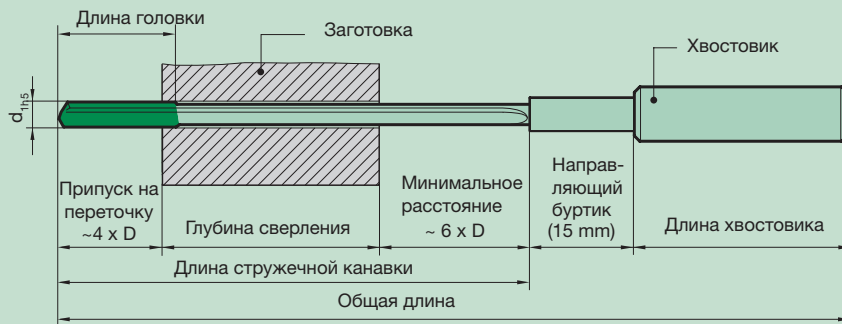 Длина головки
Заготовка
Хвостовик
d1h5
Припуск на
переточку
~4 x D
Глубина сверления
Минимальное
расстояние
~ 6 x D
Направ-
ляющий
буртик
(15 mm)
Длина хвостовика
Длина стружечной канавки
Общая длина